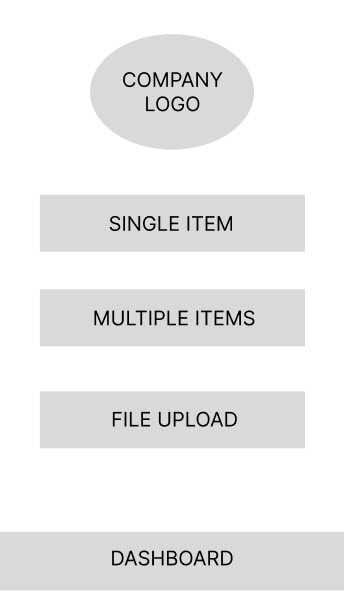 COMPANY
LOGO
SINGLE ITEM
MULTIPLE ITEMS
FILE UPLOAD
DASHBOARD